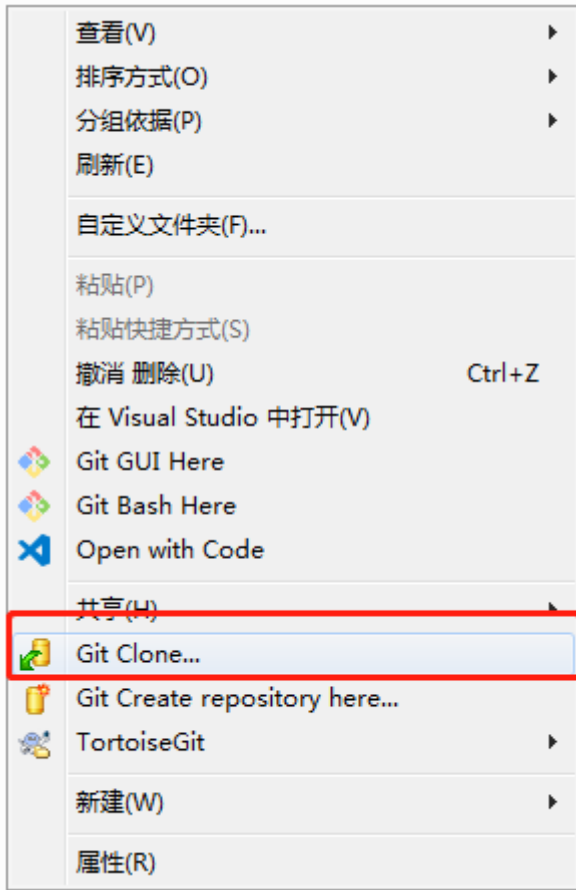 查看(V)
排序方式(O)
分组依据(P)
刷新(E)
自定义文件夹(F)...
粘贴(P)
粘贴快捷方式(S)
撤消 删除(U) Ctrl+Z
在 Visual Studio 中打开(V)
Git GUI Here
Git Bash Here
Open with Code
共享(H)
Git Clone...
Git Create repository here...
TortoiseGit
新建(W)
属性(R)